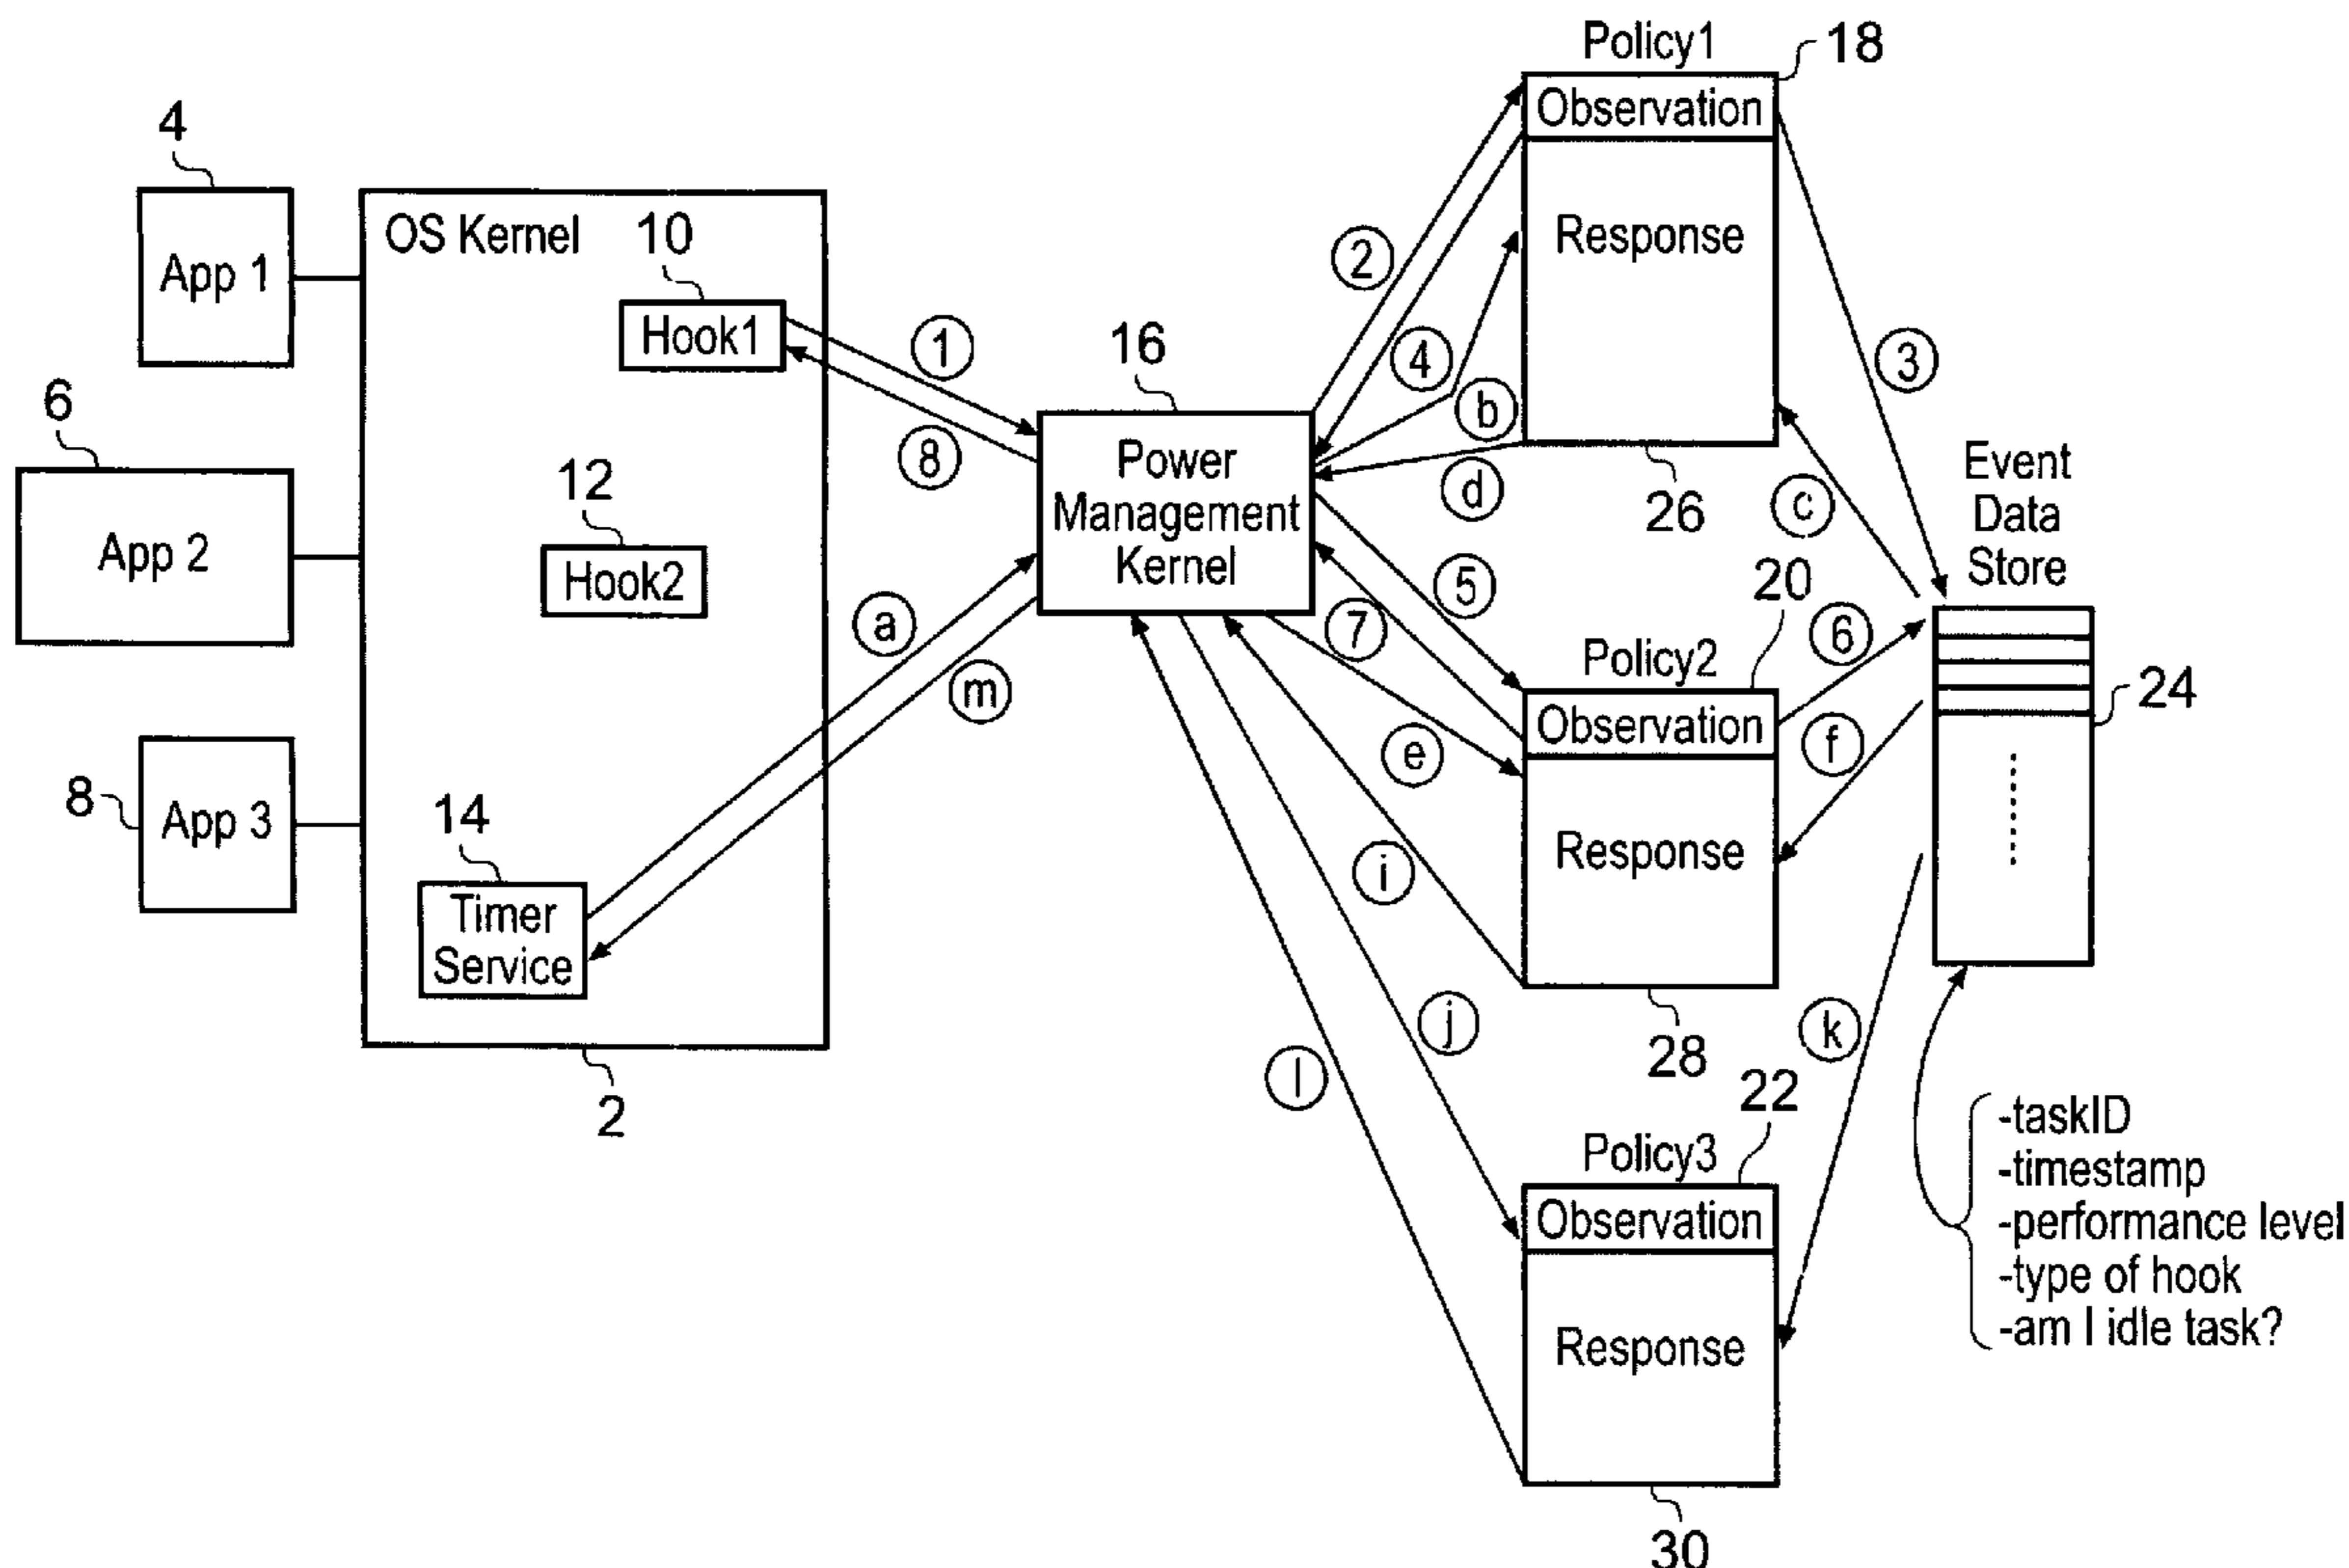 Policy1
18
Observation
Response
4
App 1
OS Kernel
10
Hook1
1
8
16
Power
Management
Kernel
2
4
b
d
3
c
26
Event
Data
Store
6
App 2
12
Hook2
a
m
5
7
e
20
Policy2
Observation
Response
6
f
24
8
App 3
14
Timer
Service
2
i
j
l
28
k
22
Policy3
Observation
Response
30
-taskID
-timestamp
-performance level
-type of hook
-am I idle task?